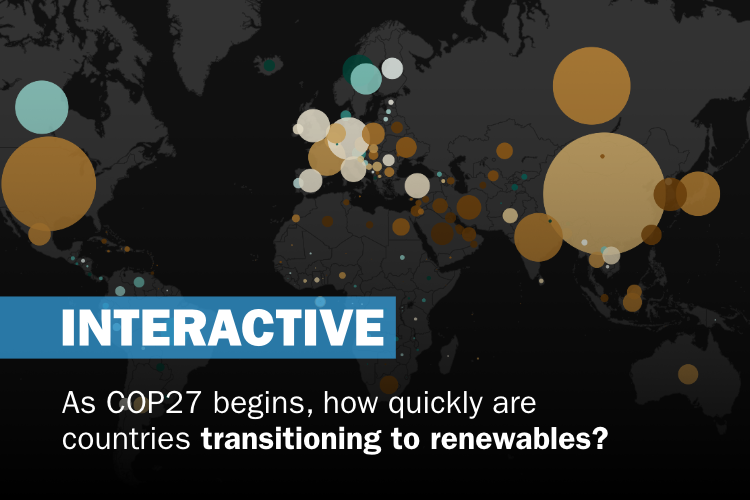 INTERACTIVE
As COP27 begins, how quickly are
countries transitioning to renewables?